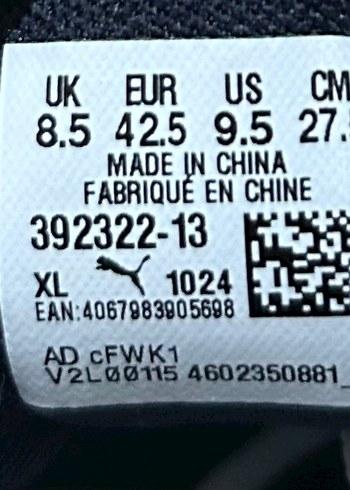 UK EUR US CM
8.5 42.5 9.5 27.
MADE IN CHINA
FABRIQUÉ EN CHINE
392322-13
XL 1024
EAN:4067983905698
AD cFWK1
V2L00115 4602350881_